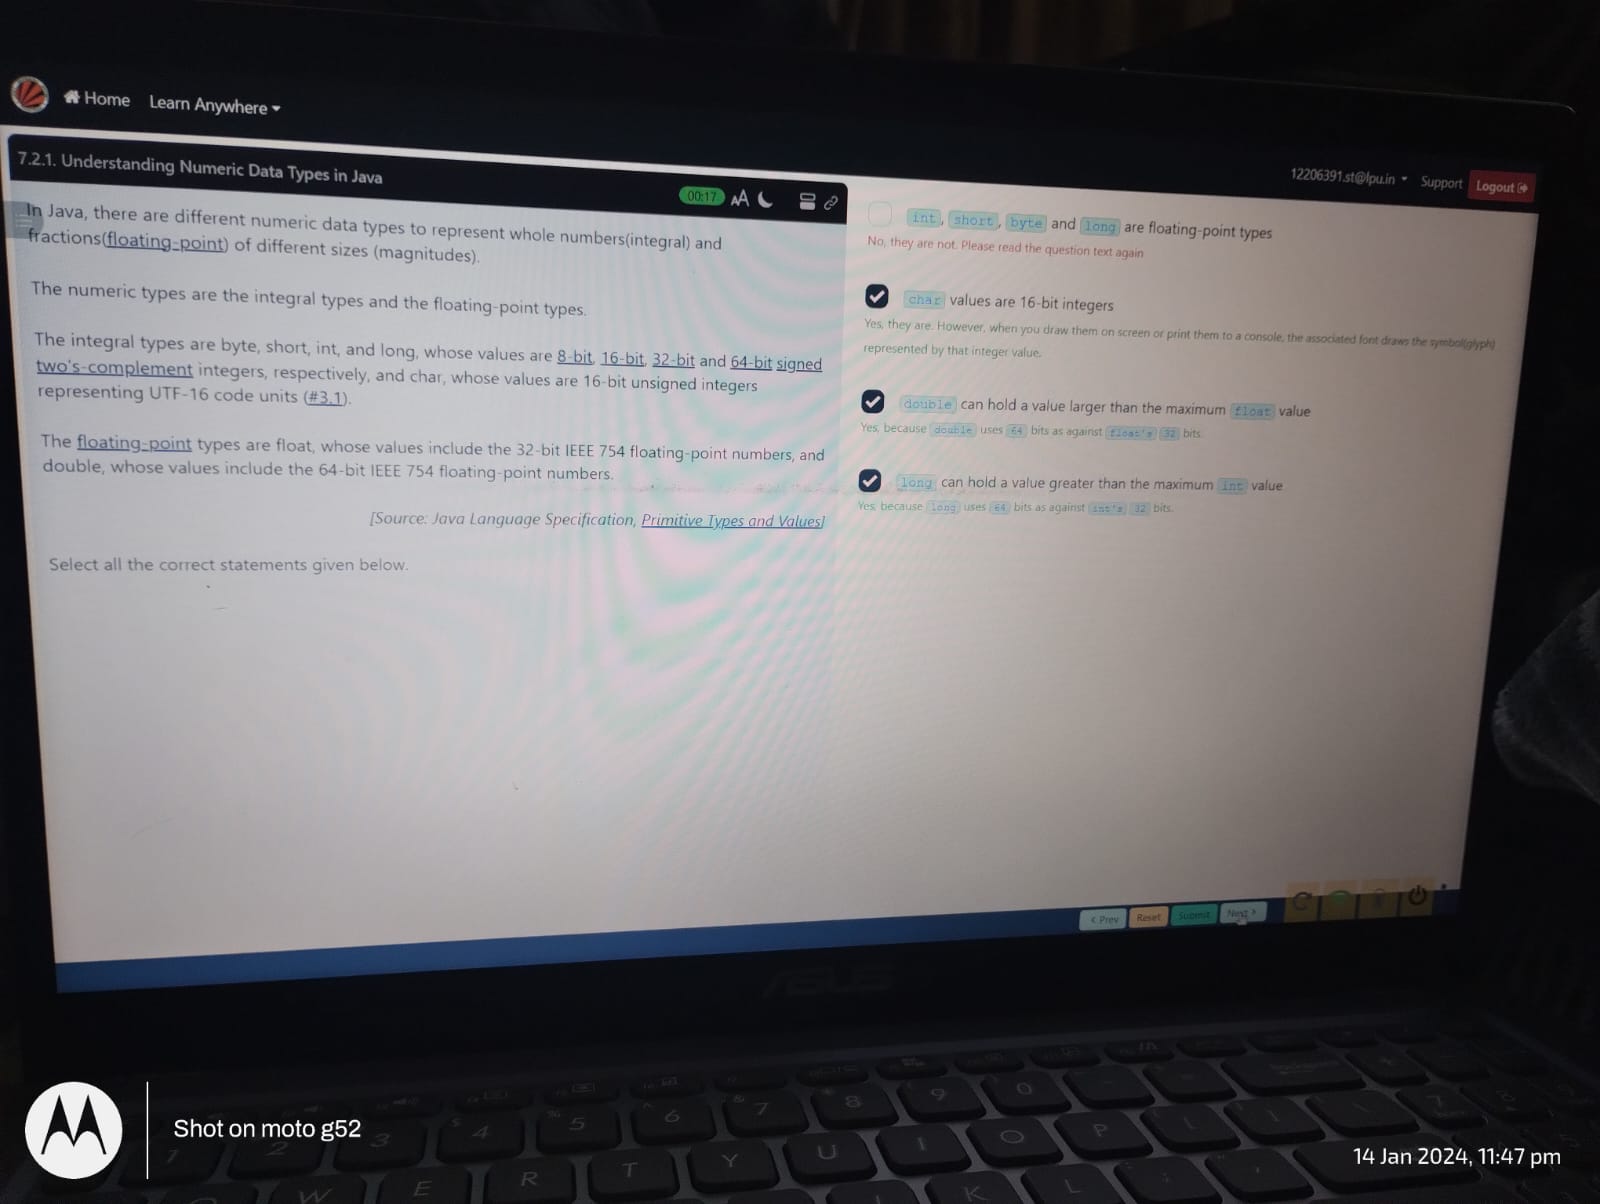 Home Learn Anywhere
12206391.st@lpu.in Support Logout
7.2.1. Understanding Numeric Data Types in Java
00:17 AA
In Java, there are different numeric data types to represent whole numbers(integral) and
fractions(floating_point) of different sizes (magnitudes).
The numeric types are the integral types and the floating-point types.
The integral types are byte, short, int, and long, whose values are 8-bit, 16-bit, 32-bit and 64-bit signed
two's-complement integers, respectively, and char, whose values are 16-bit unsigned integers
representing UTF-16 code units (#3.1).
The floating_point types are float, whose values include the 32-bit IEEE 754 floating-point numbers, and
double, whose values include the 64-bit IEEE 754 floating-point numbers.
[Source: Java Language Specification, Primitive Types and Values]
Select all the correct statements given below.
int, short, byte and long are floating-point types
No, they are not. Please read the question text again
char values are 16-bit integers
Yes, they are. However, when you draw them on screen or print them to a console, the associated font draws the symbol(glyph)
represented by that integer value.
double can hold a value larger than the maximum float value
Yes, because double uses 64 bits as against float's 32 bits.
long can hold a value greater than the maximum int value
Yes, because long uses 64 bits as against int's 32 bits.
< Prev Reset Submit Next >
ASUS
3 4 5 6 7 8 9 0
W E R T Y U I O P
K L
Shot on moto g52
14 Jan 2024, 11:47 pm